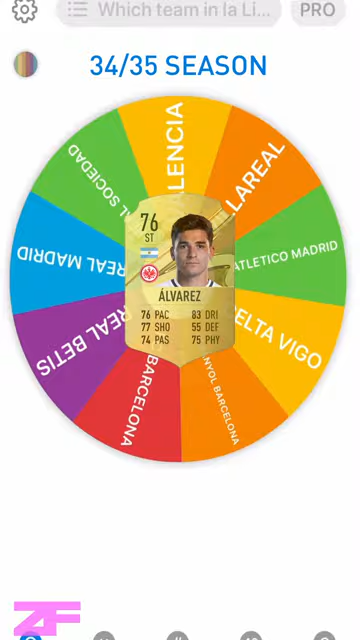 Which team in la Li...
PRO
34/35 SEASON
LENCIA
LAREAL
ATLETICO MADRID
ELTA VIGO
NYOL BARCELONA
BARCELONA
REAL BETIS
REAL MADRID
L SOCIEDAD
76
ST
ÁLVAREZ
76 PAC 83 DRI
77 SHO 55 DEF
74 PAS 75 PHY
ZF